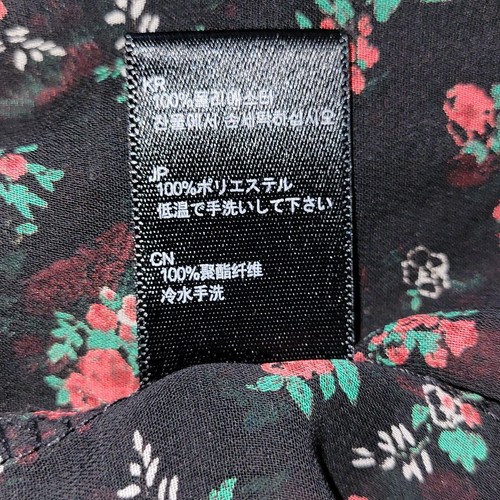 KR
100%폴리에스터
찬물에서 손세탁하십시오
JP
100%ポリエステル
低温で手洗いして下さい
CN
100%聚酯纤维
冷水手洗